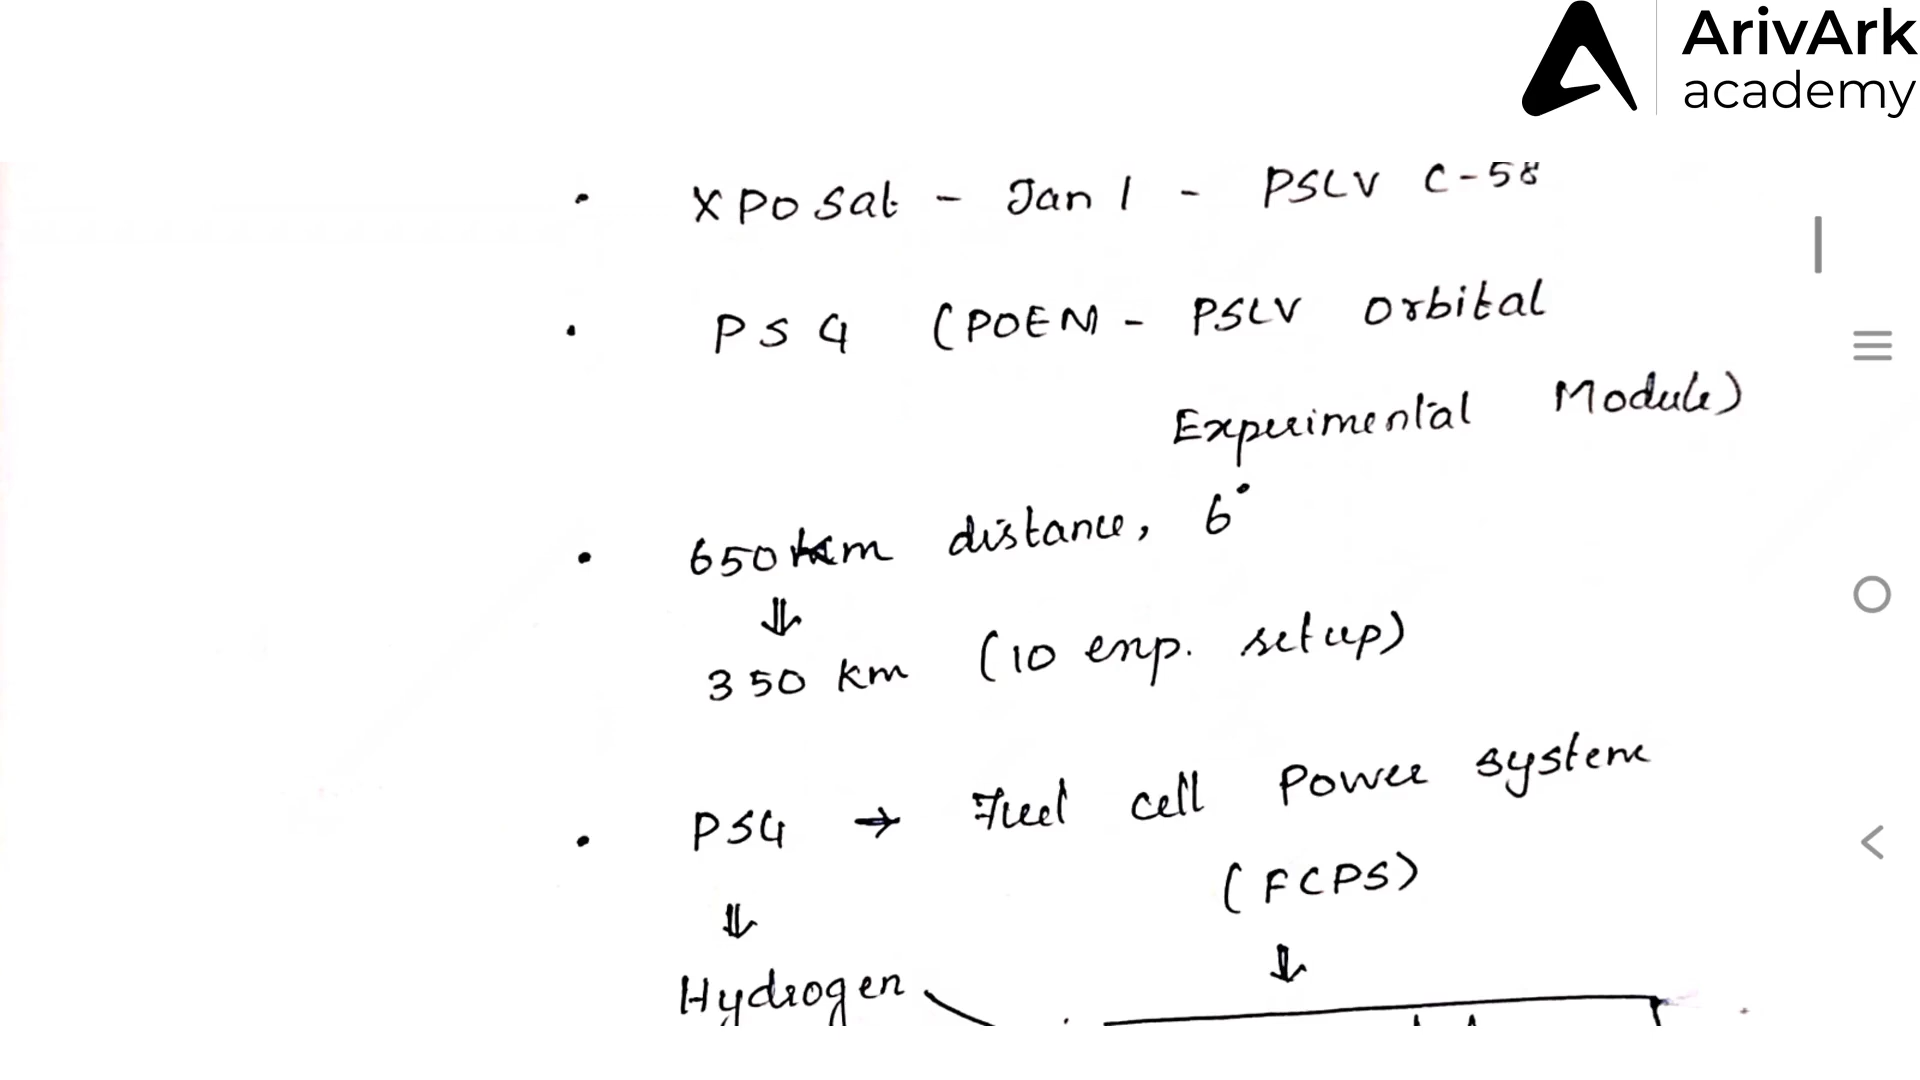 ArivArk
academy
• XPoSat - Jan 1 - PSLV C-58
• PS4 (POEM - PSLV Orbital
Experimental Module)
• 650 km distance, 6°
⇓
350 km (10 exp. setup)
• PS4 → Fuel cell Power system
(FCPS)
⇓ ⇓
Hydrogen